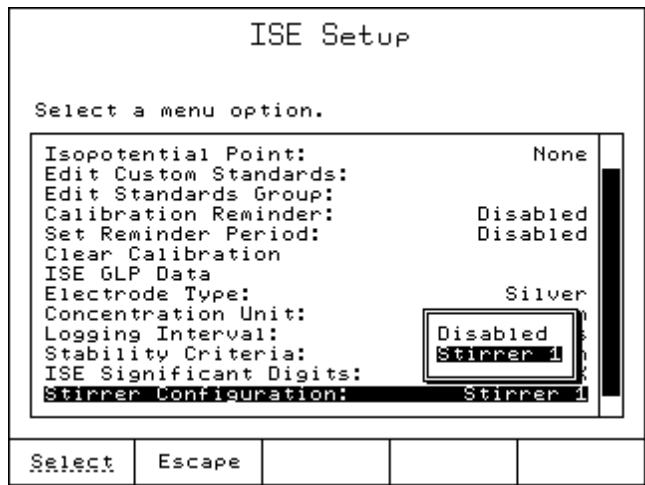 ISE Setup
Select a menu option.
Isopotential Point: None
Edit Custom Standards:
Edit Standards Group:
Calibration Reminder: Disabled
Set Reminder Period: Disabled
Clear Calibration
ISE GLP Data
Electrode Type: Silver
Concentration Unit:
Logging Interval:
Stability Criteria:
ISE Significant Digits:
Disabled
Stirrer 1
Stirrer Configuration: Stirrer 1
Select Escape